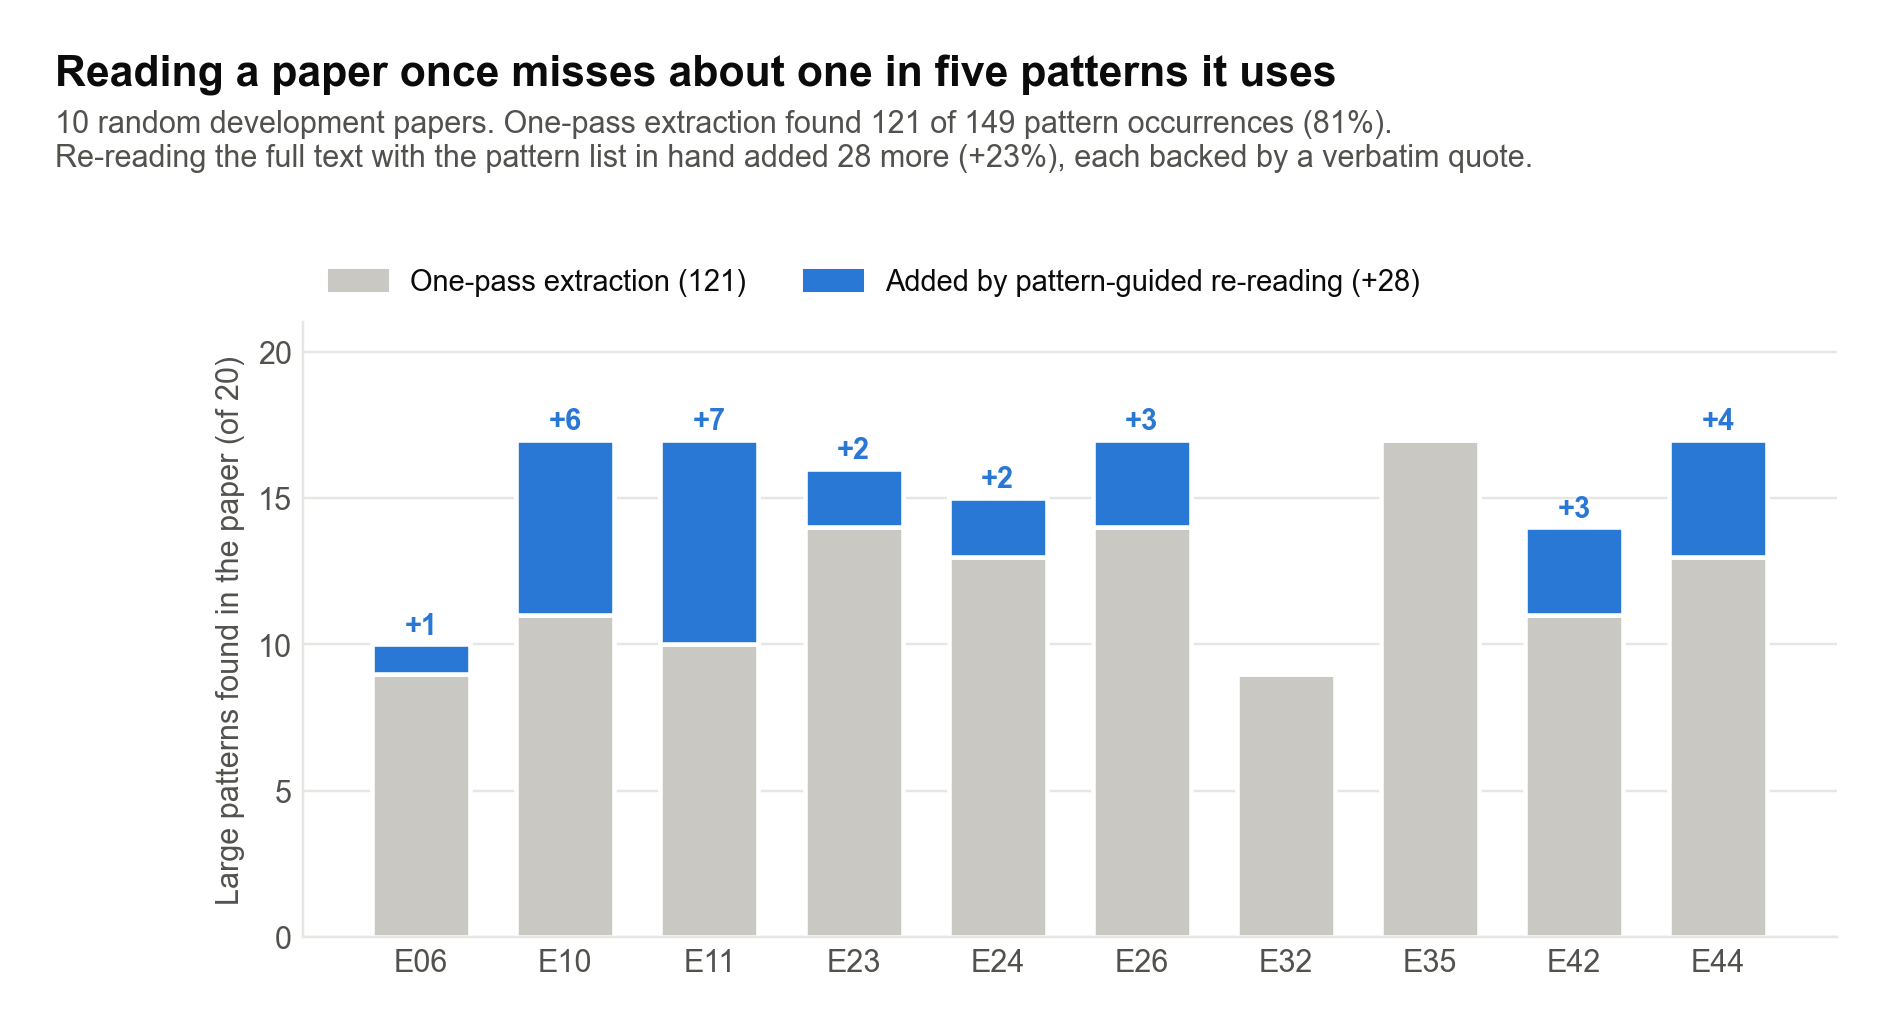 Reading a paper once misses about one in five patterns it uses
10 random development papers. One-pass extraction found 121 of 149 pattern occurrences (81%).
Re-reading the full text with the pattern list in hand added 28 more (+23%), each backed by a verbatim quote.
One-pass extraction (121)
Added by pattern-guided re-reading (+28)
Large patterns found in the paper (of 20)
20
15
10
5
0
+1
+6
+7
+2
+2
+3
+3
+4
E06
E10
E11
E23
E24
E26
E32
E35
E42
E44